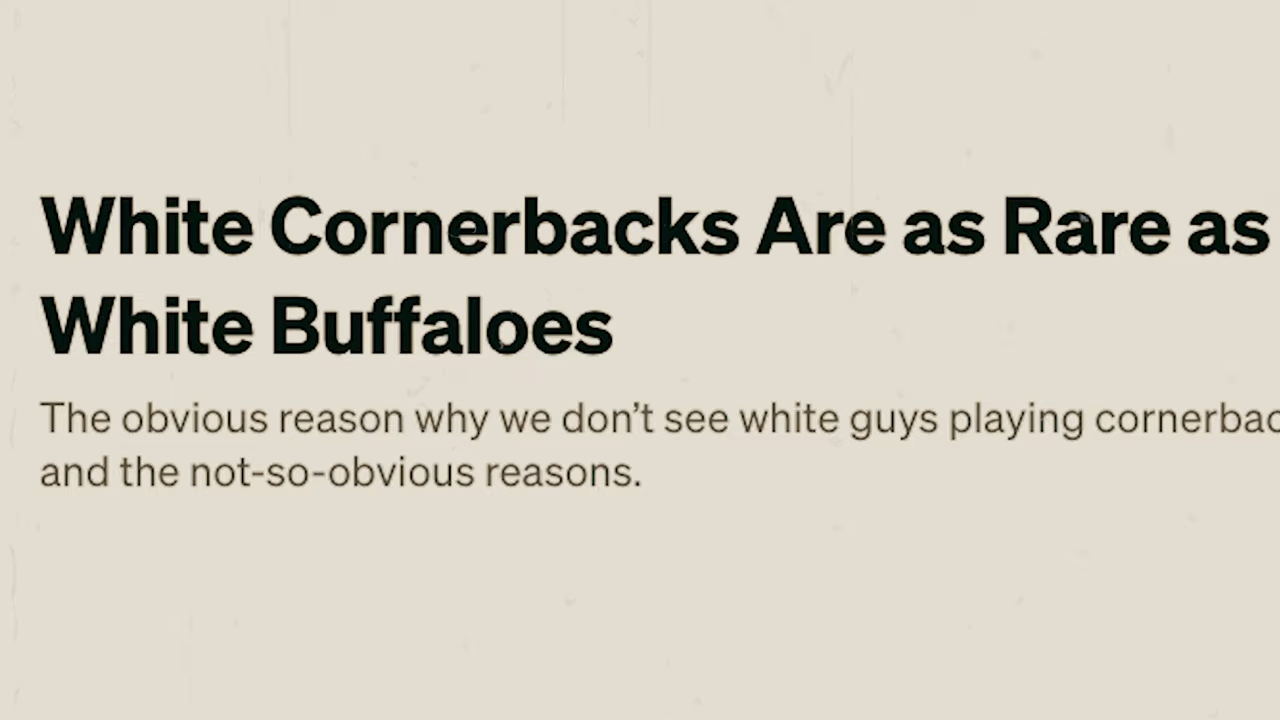 White Cornerbacks Are as Rare as
White Buffaloes
The obvious reason why we don’t see white guys playing cornerbac
and the not-so-obvious reasons.